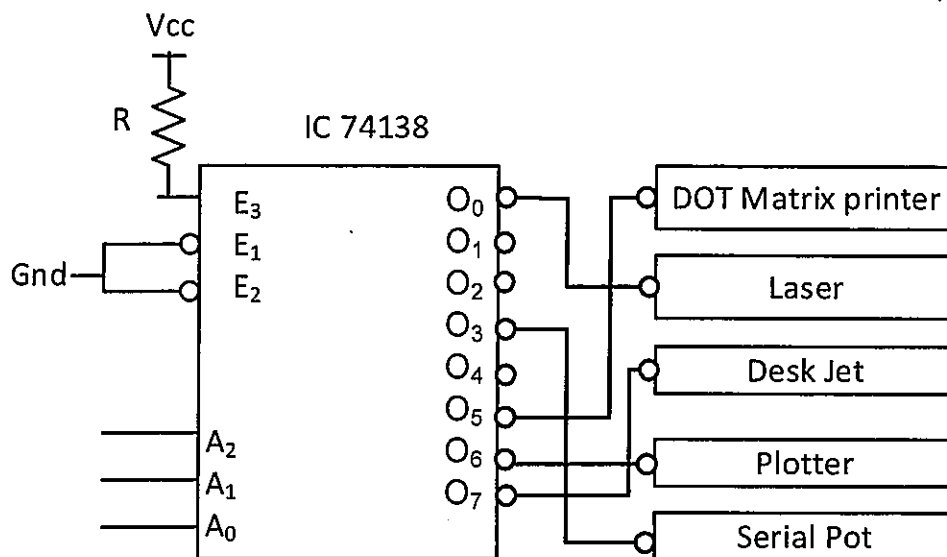 Vcc
R
IC 74138
E₃
E₁
E₂
Gnd
A₂
A₁
A₀
O₀
O₁
O₂
O₃
O₄
O₅
O₆
O₇
DOT Matrix printer
Laser
Desk Jet
Plotter
Serial Pot